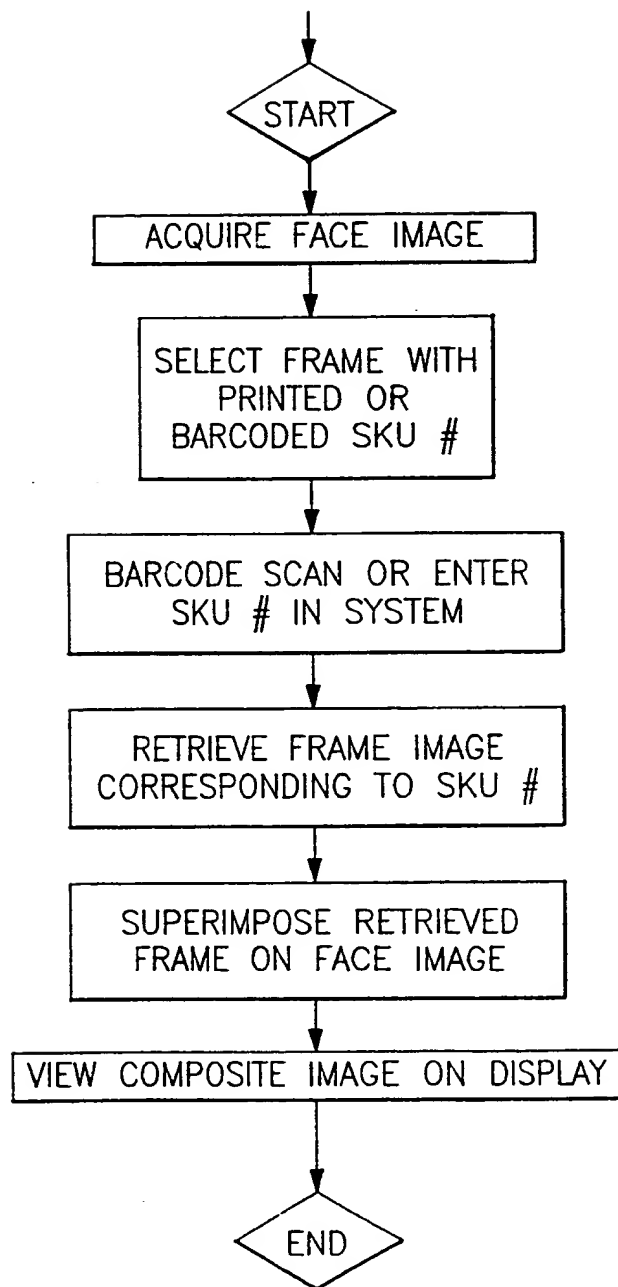 START
ACQUIRE FACE IMAGE
SELECT FRAME WITH
PRINTED OR
BARCODED SKU #
BARCODE SCAN OR ENTER
SKU # IN SYSTEM
RETRIEVE FRAME IMAGE
CORRESPONDING TO SKU #
SUPERIMPOSE RETRIEVED
FRAME ON FACE IMAGE
VIEW COMPOSITE IMAGE ON DISPLAY
END